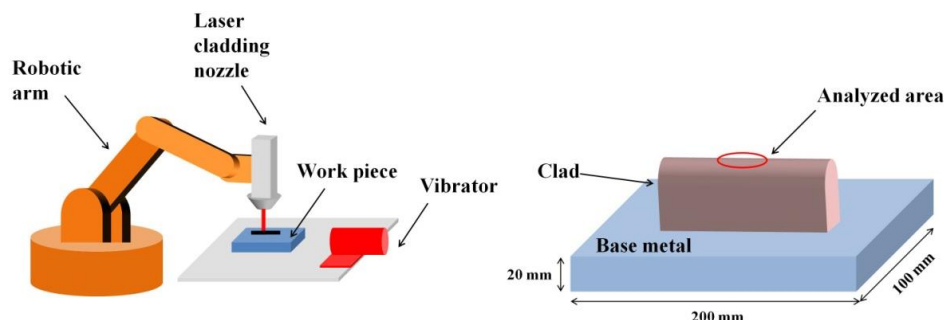 Laser
cladding
nozzle
Robotic
arm
Work piece
Vibrator
Analyzed area
Clad
Base metal
20 mm
100 mm
200 mm